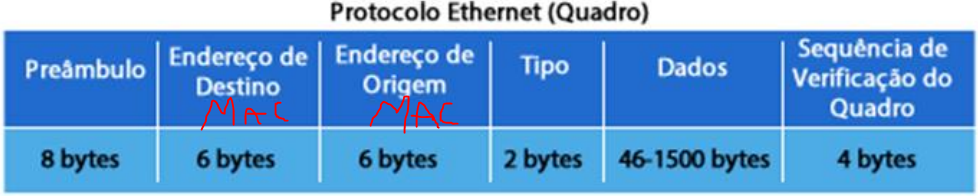 Protocolo Ethernet (Quadro)
Preâmbulo
Endereço de
Destino
MAC
Endereço de
Origem
MAC
Tipo
Dados
Sequência de
Verificação do
Quadro
8 bytes
6 bytes
6 bytes
2 bytes
46-1500 bytes
4 bytes